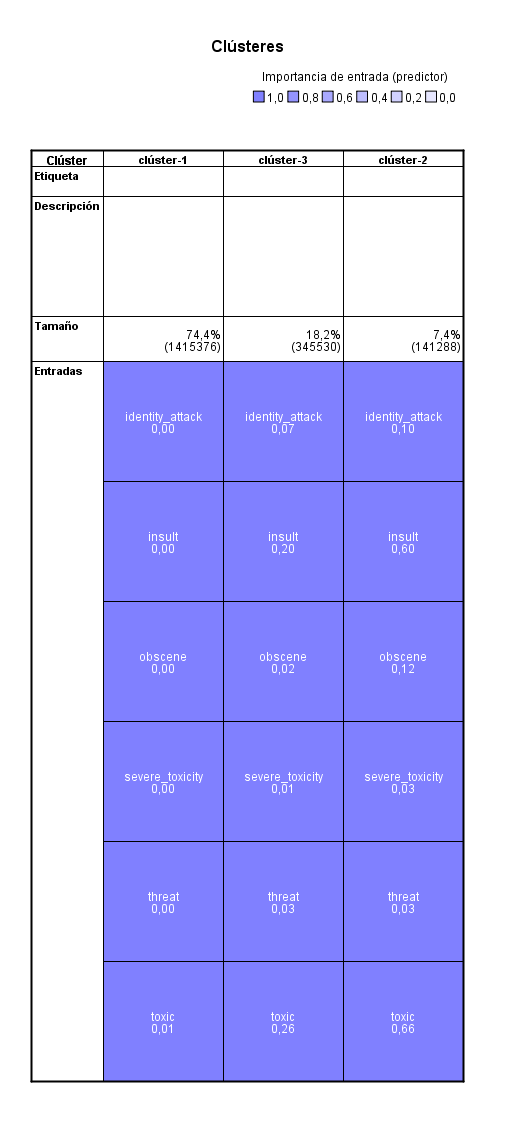 Clústeres
Importancia de entrada (predictor)
1,0 0,8 0,6 0,4 0,2 0,0
Clúster clúster-1 clúster-3 clúster-2
Etiqueta
Descripción
Tamaño
74,4% 18,2% 7,4%
(1415376) (345530) (141288)
Entradas
identity_attack identity_attack identity_attack
0,00 0,07 0,10
insult insult insult
0,00 0,20 0,60
obscene obscene obscene
0,00 0,02 0,12
severe_toxicity severe_toxicity severe_toxicity
0,00 0,01 0,03
threat threat threat
0,00 0,03 0,03
toxic toxic toxic
0,01 0,26 0,66